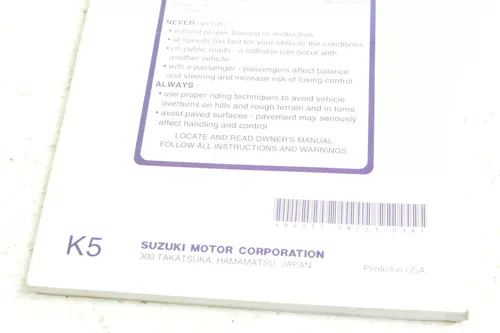 NEVER operate:
• without proper training or instruction
• at speeds too fast for your skills or the conditions
• on public roads - a collision can occur with
another vehicle
• with a passenger - passengers affect balance
and steering and increase risk of losing control
ALWAYS :
• use proper riding techniques to avoid vehicle
overturns on hills and rough terrain and in turns
• avoid paved surfaces - pavement may seriously
affect handling and control
LOCATE AND READ OWNER'S MANUAL.
FOLLOW ALL INSTRUCTIONS AND WARNINGS.
K5
SUZUKI MOTOR CORPORATION
300 TAKATSUKA, HAMAMATSU, JAPAN
Printed in USA